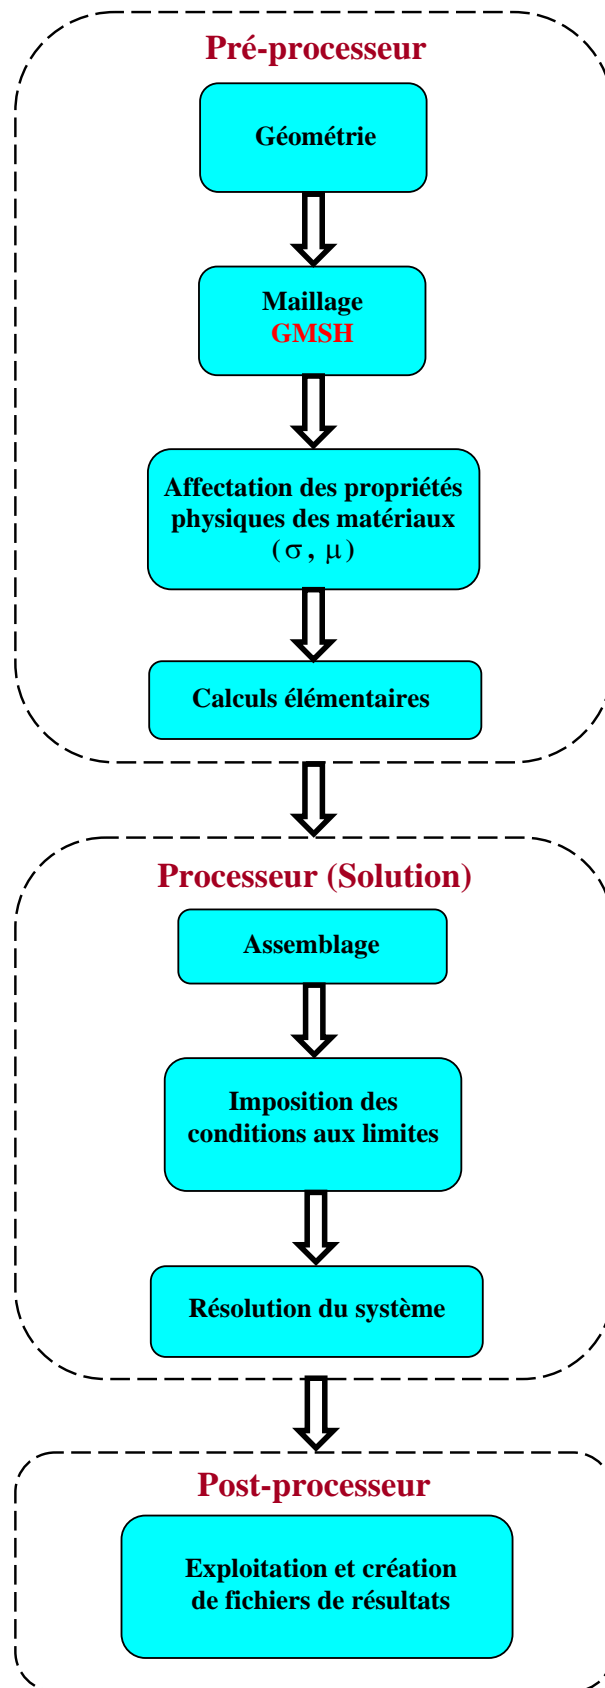 Pré-processeur
Géométrie
Maillage
GMSH
Affectation des propriétés
physiques des matériaux
(σ, μ)
Calculs élémentaires
Processeur (Solution)
Assemblage
Imposition des
conditions aux limites
Résolution du système
Post-processeur
Exploitation et création
de fichiers de résultats